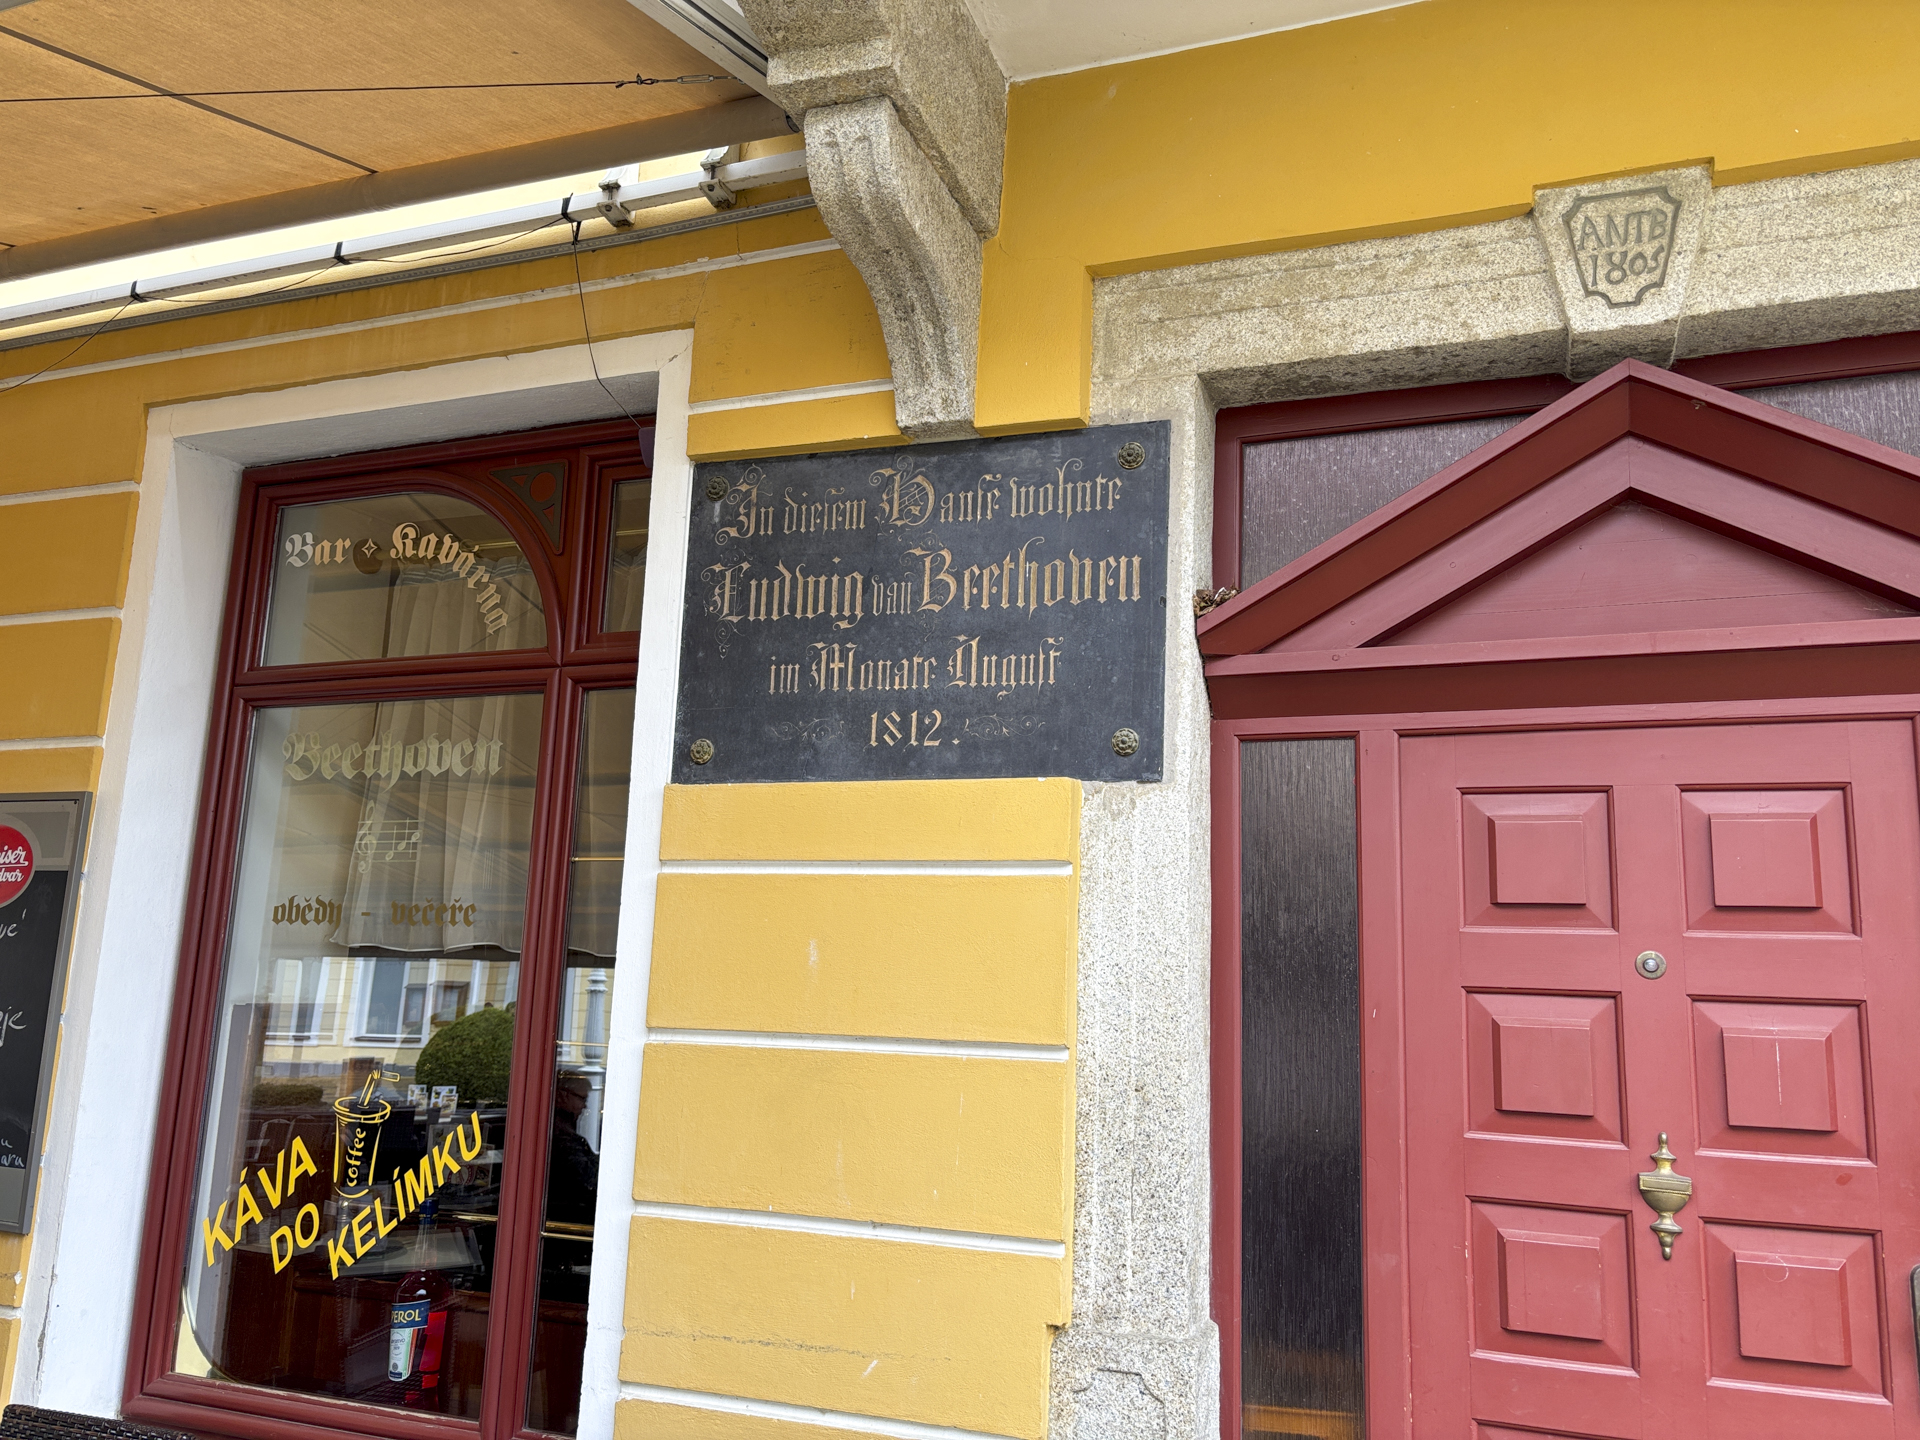 ANTB
1805
In diesem Hause wohnte
Ludwig van Beethoven
im Monate August
1812.
Bar Kavárna
Beethoven
obědy - večeře
coffee
KÁVA
DO
KELÍMKU